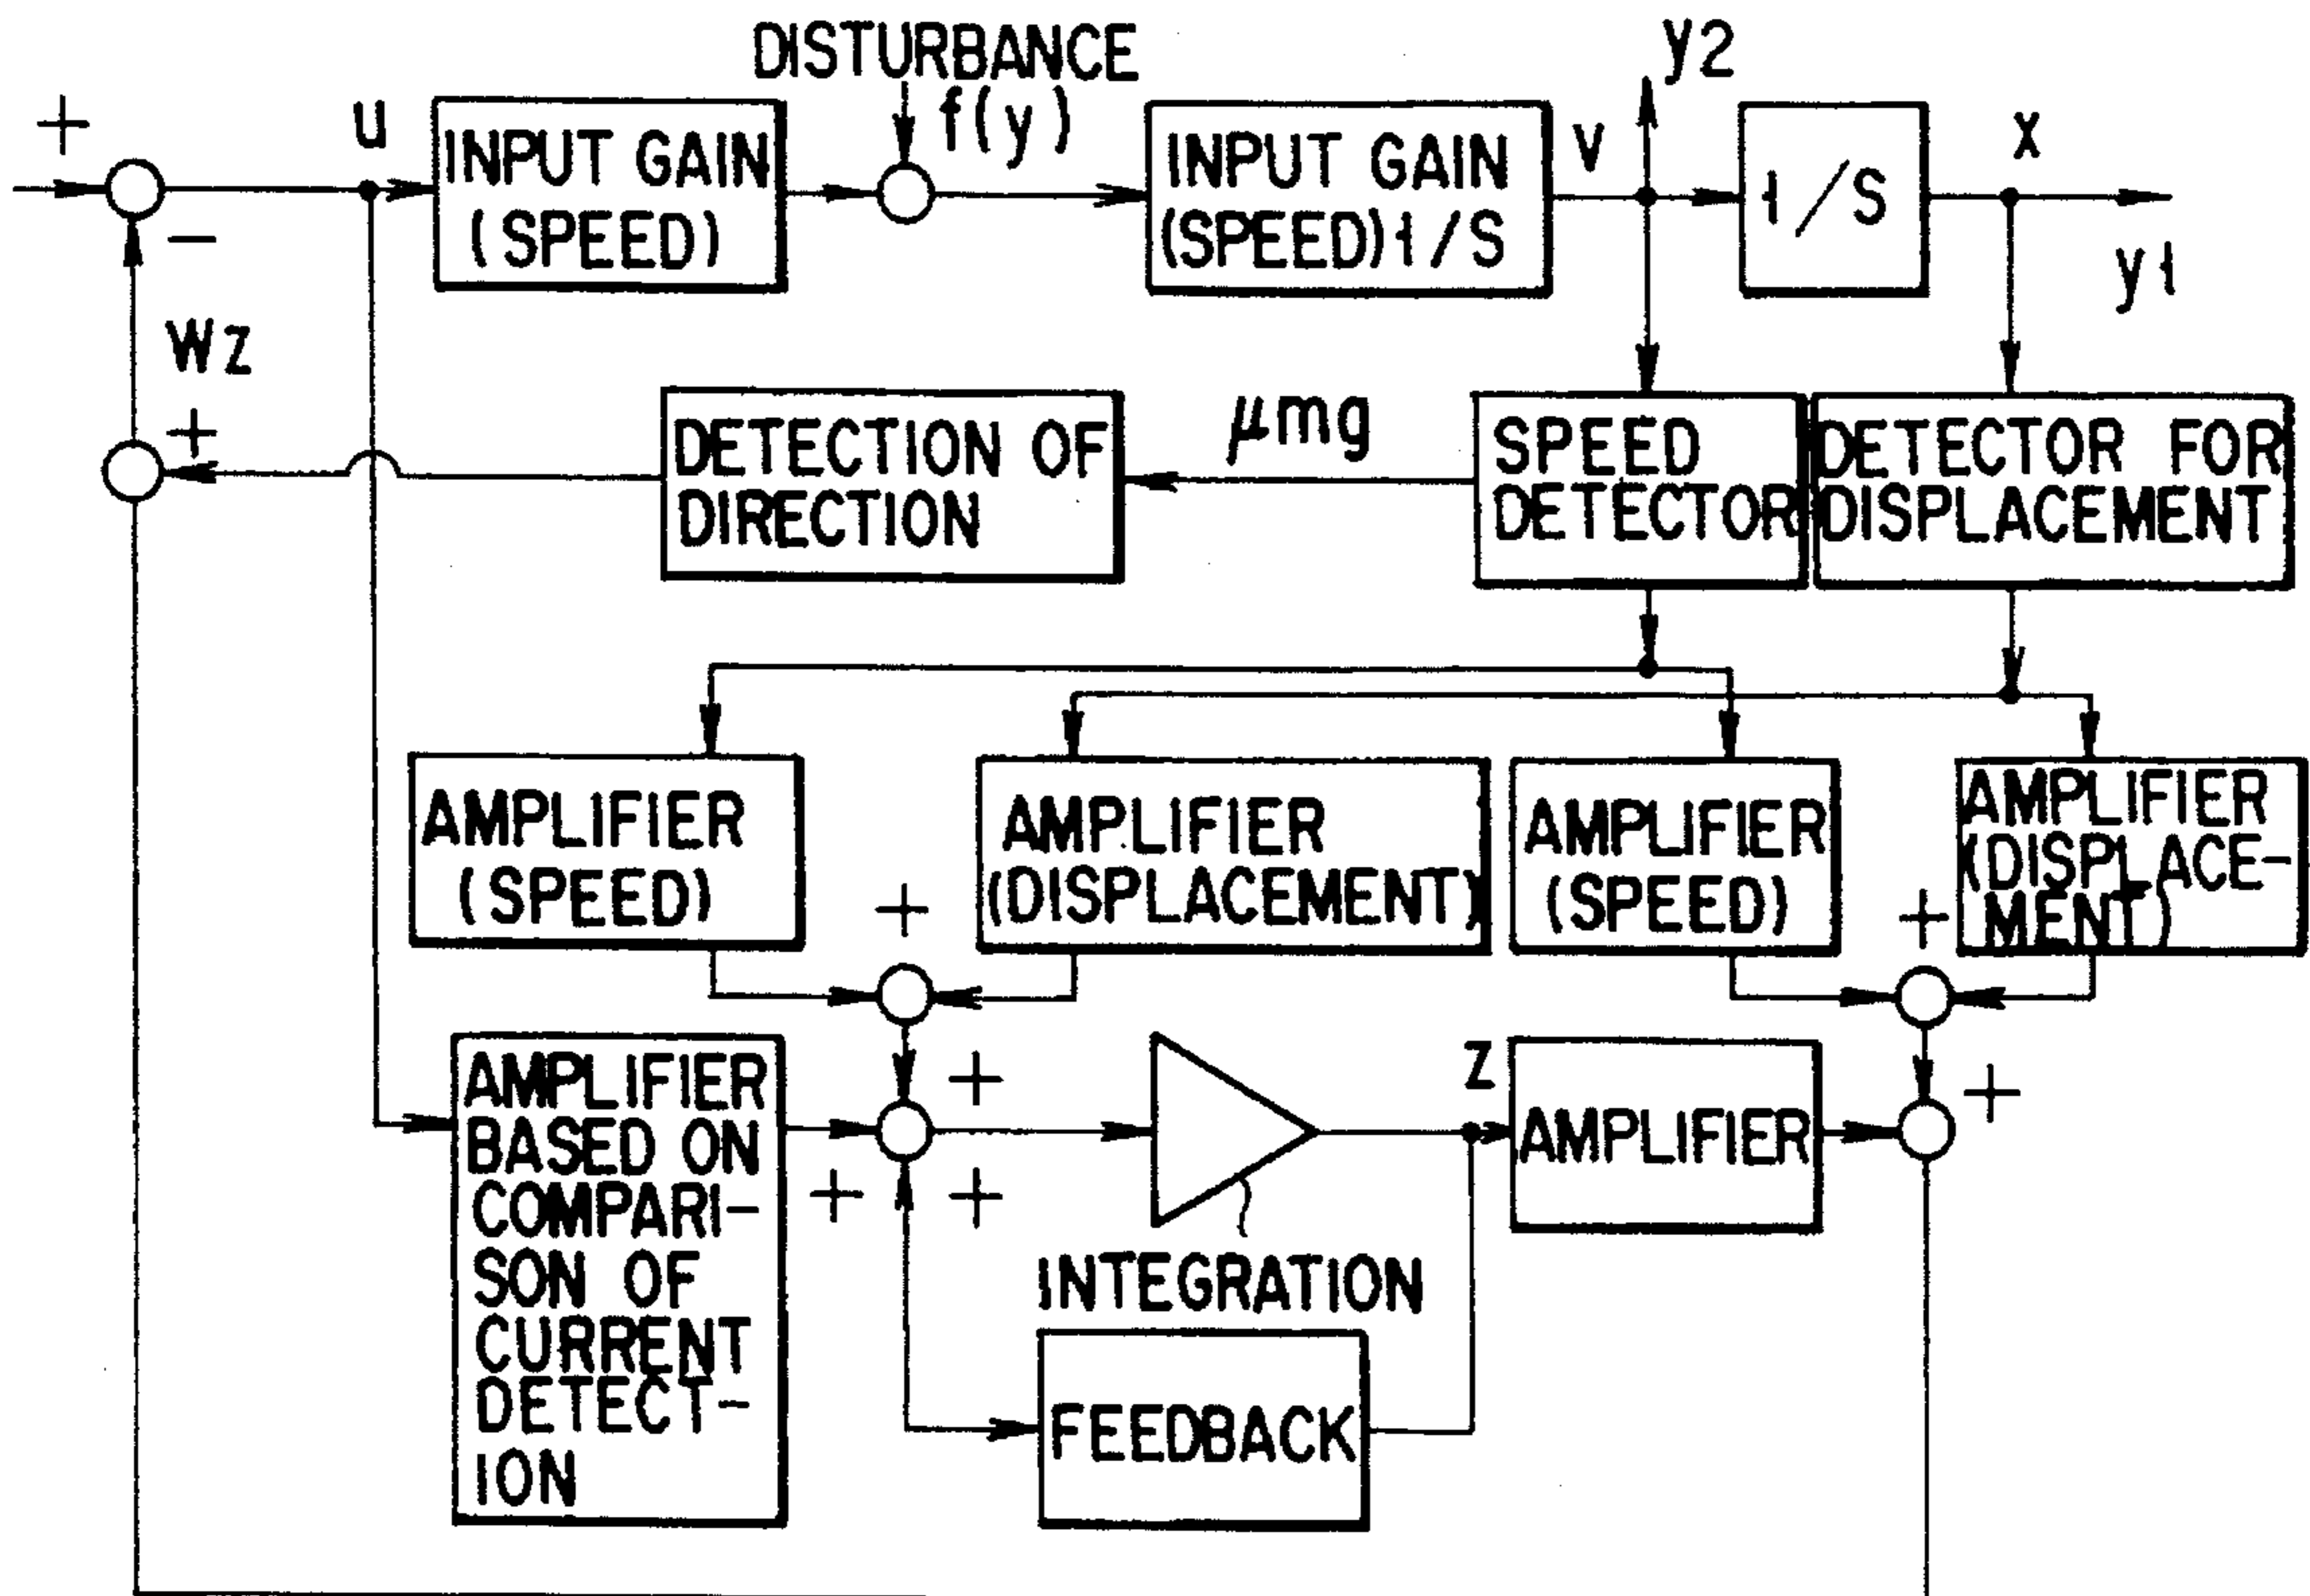 DISTURBANCE
y2
+
u
INPUT GAIN
(SPEED)
f(y)
INPUT GAIN
(SPEED)1/S
v
1/S
x
y1
−
Wz
+
DETECTION OF
DIRECTION
μmg
SPEED
DETECTOR
DETECTOR FOR
DISPLACEMENT
AMPLIFIER
(SPEED)
+
AMPLIFIER
(DISPLACEMENT)
AMPLIFIER
(SPEED)
+
AMPLIFIER
(DISPLACE-
MENT)
AMPLIFIER
BASED ON
COMPARI-
SON OF
CURRENT
DETECT-
ION
+
+
+
INTEGRATION
z
AMPLIFIER
+
FEEDBACK